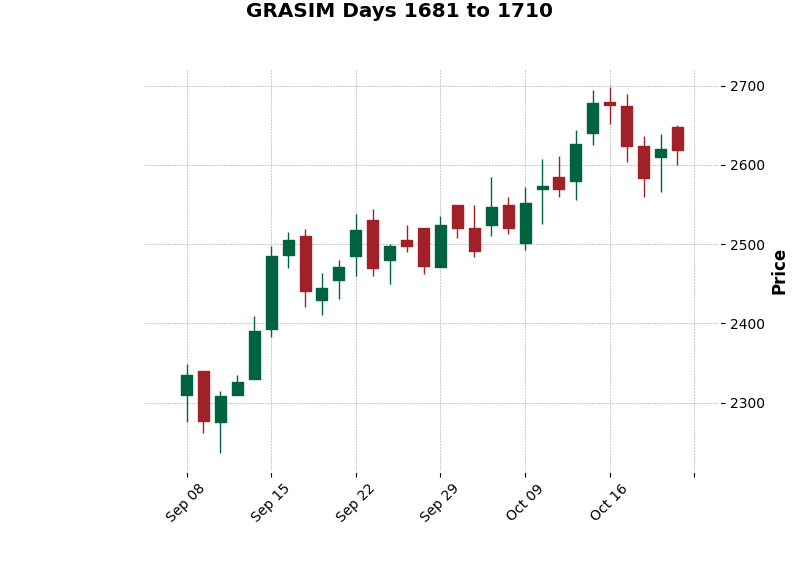 GRASIM Days 1681 to 1710
2700
2600
2500
2400
2300
Price
Sep 08
Sep 15
Sep 22
Sep 29
Oct 09
Oct 16